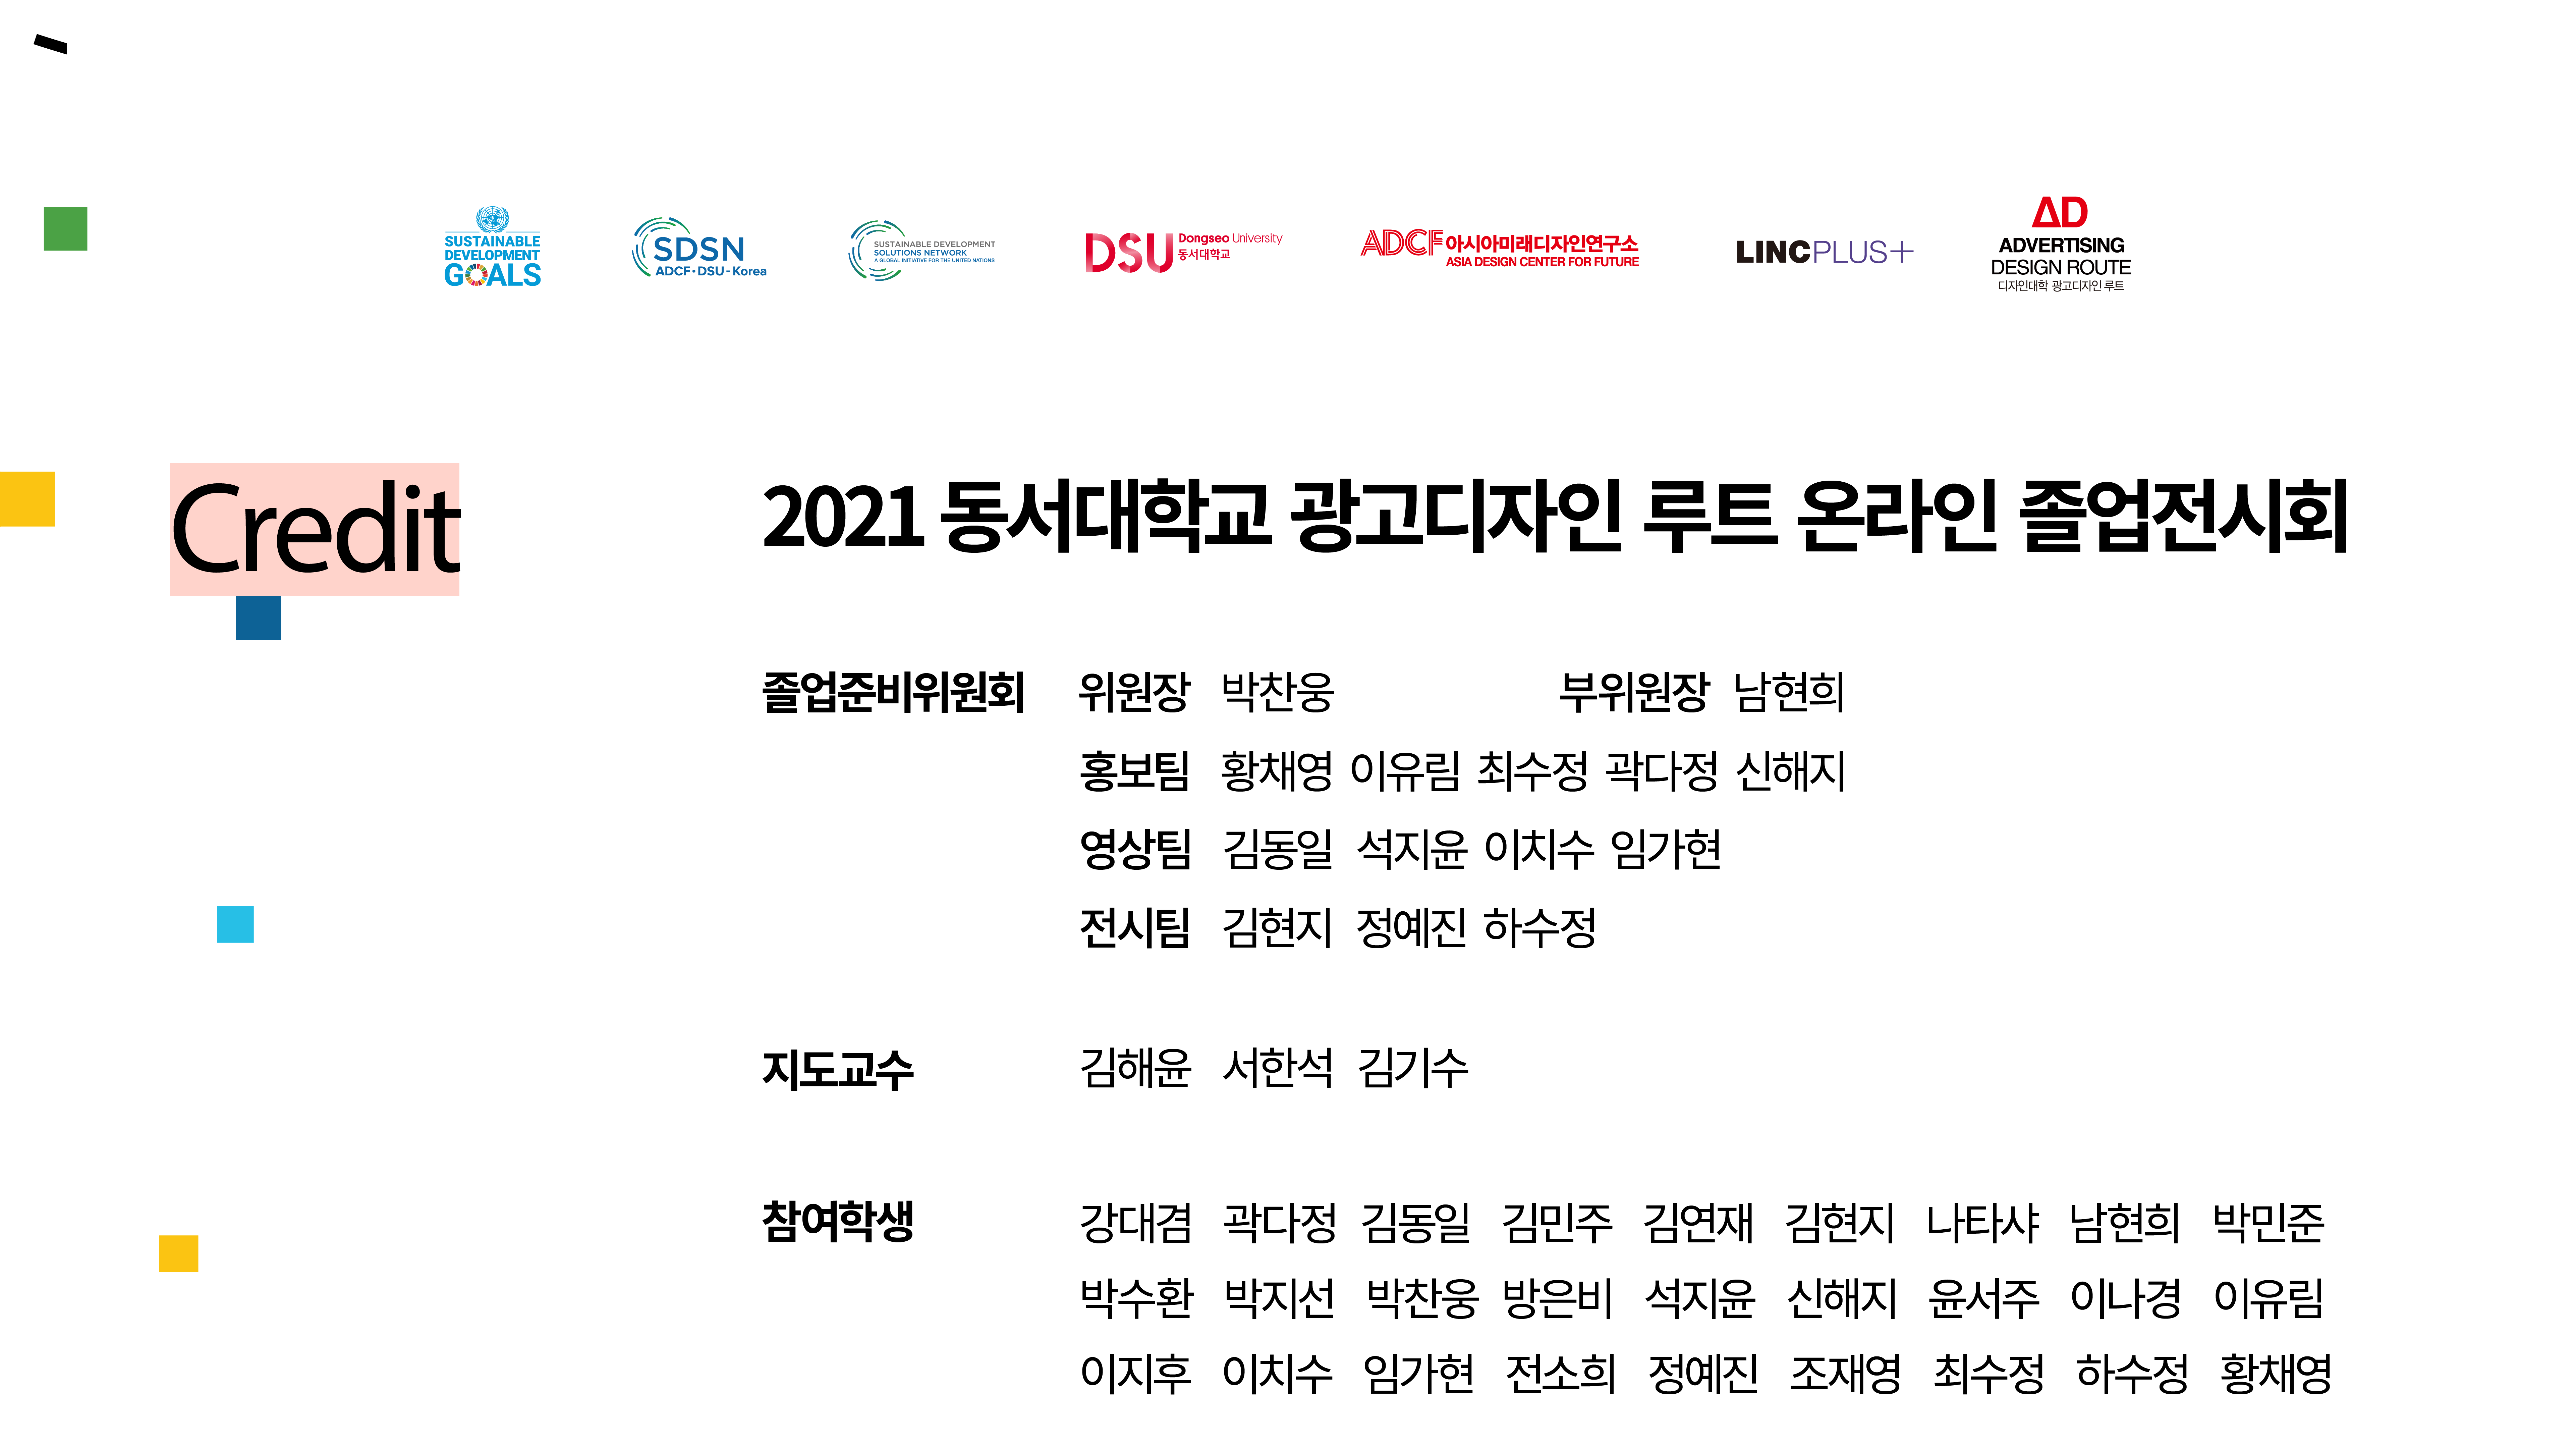 SUSTAINABLE
DEVELOPMENT
GOALS
SDSN
ADCF·DSU-Korea
SUSTAINABLE DEVELOPMENT
SOLUTIONS NETWORK
A GLOBAL INITIATIVE FOR THE UNITED NATIONS
DSU Dongseo University
동서대학교
ADCF 아시아미래디자인연구소
ASIA DESIGN CENTER FOR FUTURE
LINCPLUS+
AD
ADVERTISING
DESIGN ROUTE
디자인대학 광고디자인 루트
Credit
2021 동서대학교 광고디자인 루트 온라인 졸업전시회
졸업준비위원회 위원장 박찬웅 부위원장 남현희
홍보팀 황채영 이유림 최수정 곽다정 신해지
영상팀 김동일 석지윤 이치수 임가현
전시팀 김현지 정예진 하수정
지도교수 김해윤 서한석 김기수
참여학생 강대겸 곽다정 김동일 김민주 김연재 김현지 나타샤 남현희 박민준
박수환 박지선 박찬웅 방은비 석지윤 신해지 윤서주 이나경 이유림
이지후 이치수 임가현 전소희 정예진 조재영 최수정 하수정 황채영